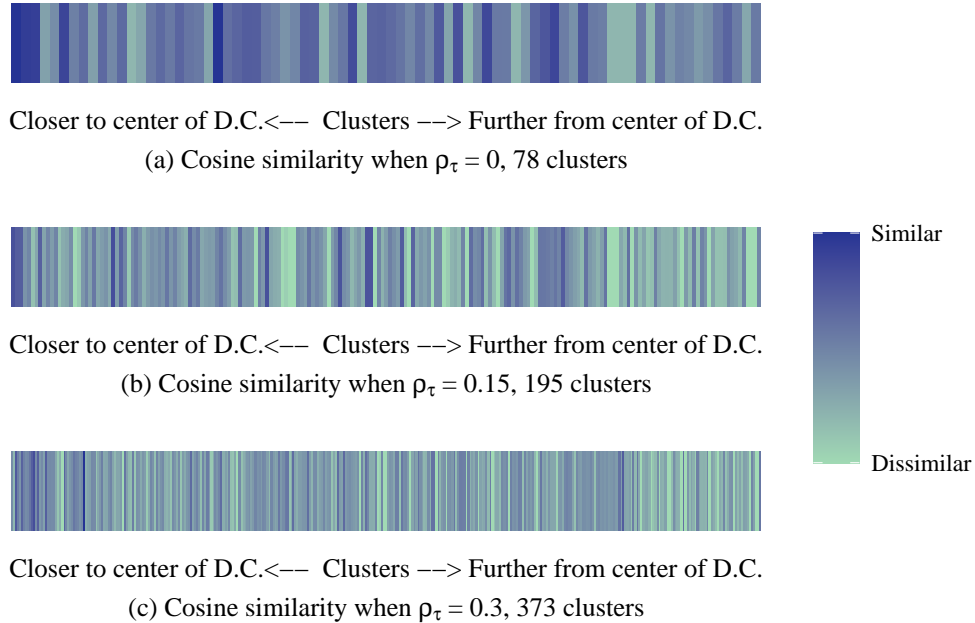 Closer to center of D.C.<−− Clusters −−> Further from center of D.C.
(a) Cosine similarity when ρτ = 0, 78 clusters
Similar
Closer to center of D.C.<−− Clusters −−> Further from center of D.C.
(b) Cosine similarity when ρτ = 0.15, 195 clusters
Dissimilar
Closer to center of D.C.<−− Clusters −−> Further from center of D.C.
(c) Cosine similarity when ρτ = 0.3, 373 clusters